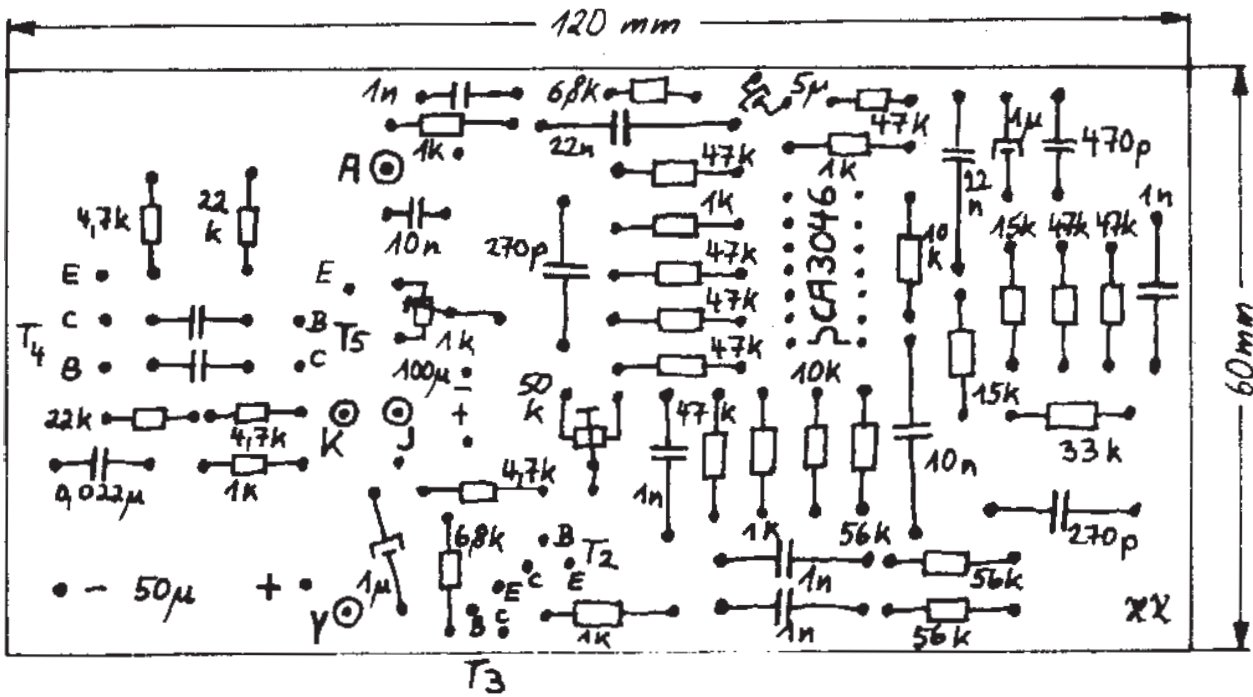 120 mm
60mm
1n
6,8k
5µ
47k
1k
22n
47k
1k
1µ
470p
A
4,7k
22
k
10n
270p
1k
47k
47k
47k
CA3046
10
k
22
n
15k
47k
47k
1n
E
C
B
T4
E
B
T5
C
1k
100µ
-
+
50
k
47k
10k
15k
33k
22k
4,7k
K
J
0,022µ
1k
4,7k
1n
1k
56k
10n
270p
- 50µ +
Y
1µ
6,8k
B
T2
C
E
E
B
C
T3
1k
1n
1n
56k
56k
XX